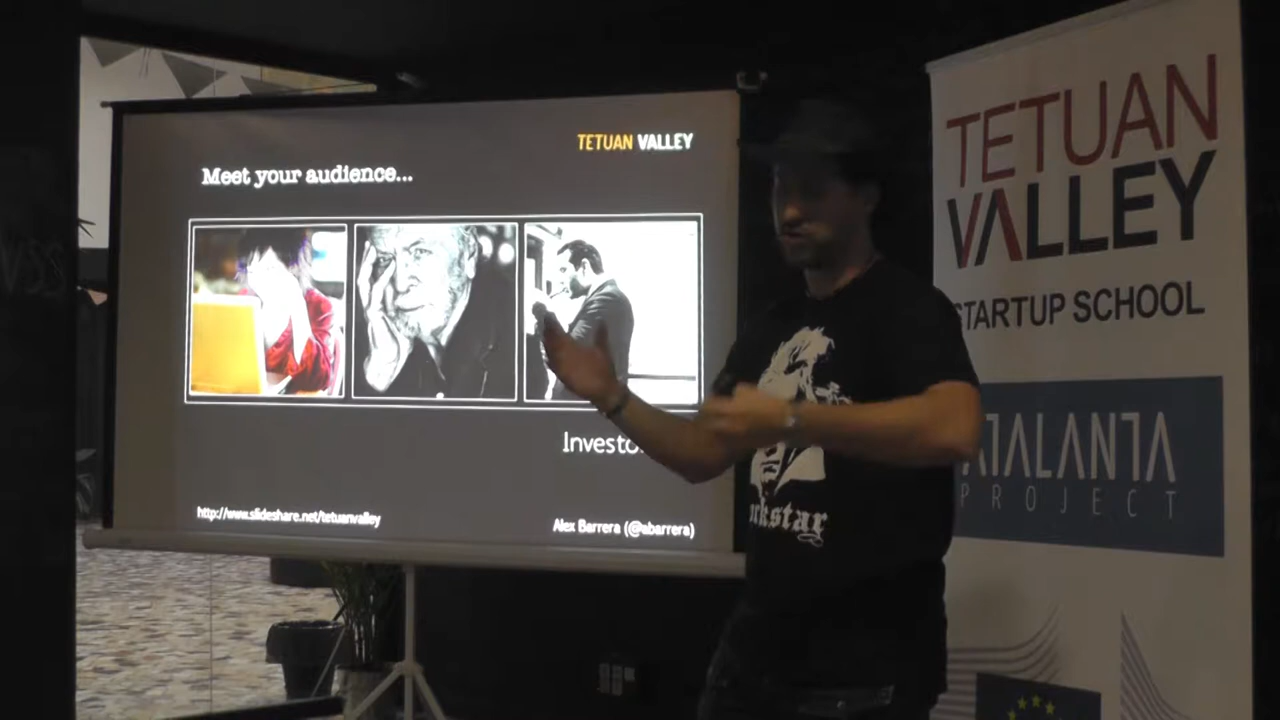 TETUAN VALLEY
Meet your audience...
http://www.slideshare.net/tetuanvalley
Alex Barrera (@abarrera)
TETUAN
VALLEY
STARTUP SCHOOL
ATALANTA
PROJECT